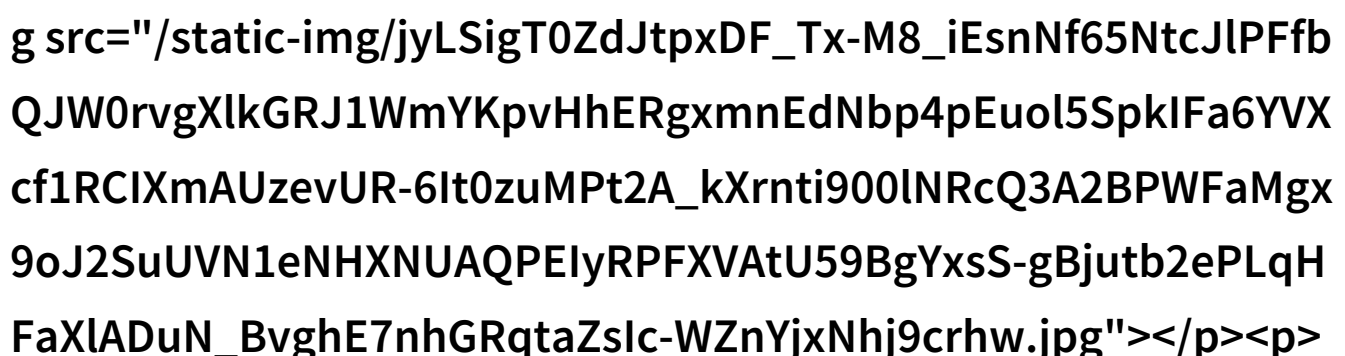 g src="/static-img/jyLSigT0ZdJtpxDF_Tx-M8_iEsnNf65NtcJlPFfb
QJW0rvgXlkGRJ1WmYKpvHhERgxmnEdNbp4pEuol5SpkIFa6YVX
cf1RCIXmAUzevUR-6It0zuMPt2A_kXrnti900lNRcQ3A2BPWFaMgx
9oJ2SuUVN1eNHXNUAQPEIyRPFXVAtU59BgYxsS-gBjutb2ePLqH
FaXlADuN_BvghE7nhGRqtaZsIc-WZnYjxNhj9crhw.jpg"></p><p>